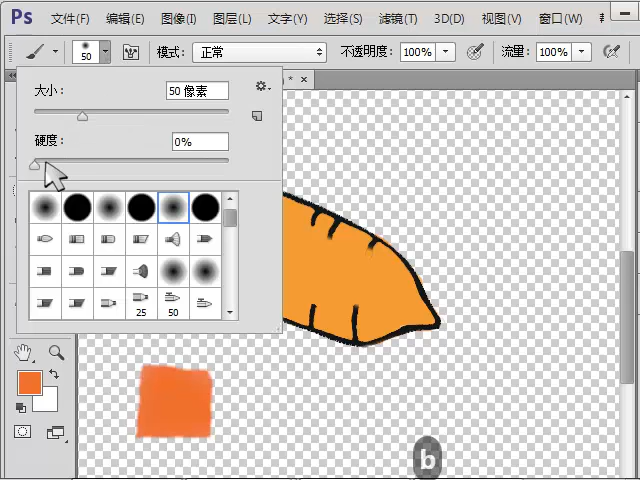 Ps 文件(F) 编辑(E) 图像(I) 图层(L) 文字(Y) 选择(S) 滤镜(T) 3D(D) 视图(V) 窗口(W)
50 模式: 正常 不透明度: 100% 流量: 100%
大小: 50 像素
* ×
硬度: 0%
25 50
b